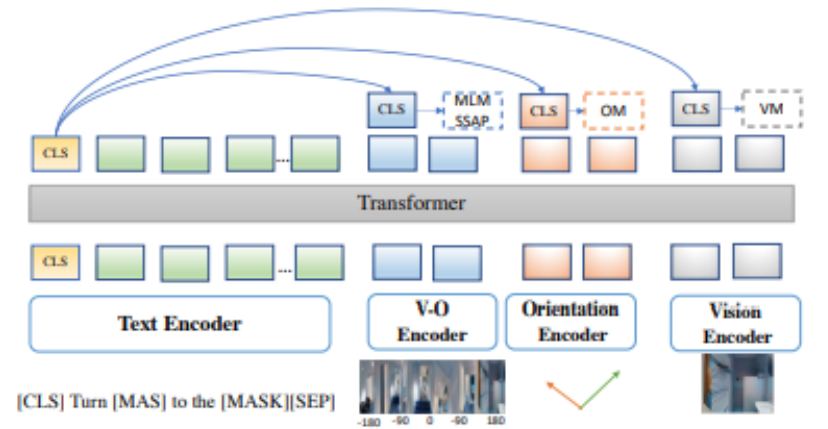 CLS
MLM
SSAP
CLS
OM
CLS
VM
CLS
...
Transformer
CLS
...
Text Encoder
V-O
Encoder
Orientation
Encoder
Vision
Encoder
[CLS] Turn [MAS] to the [MASK][SEP]
-180 -90 0 -90 180